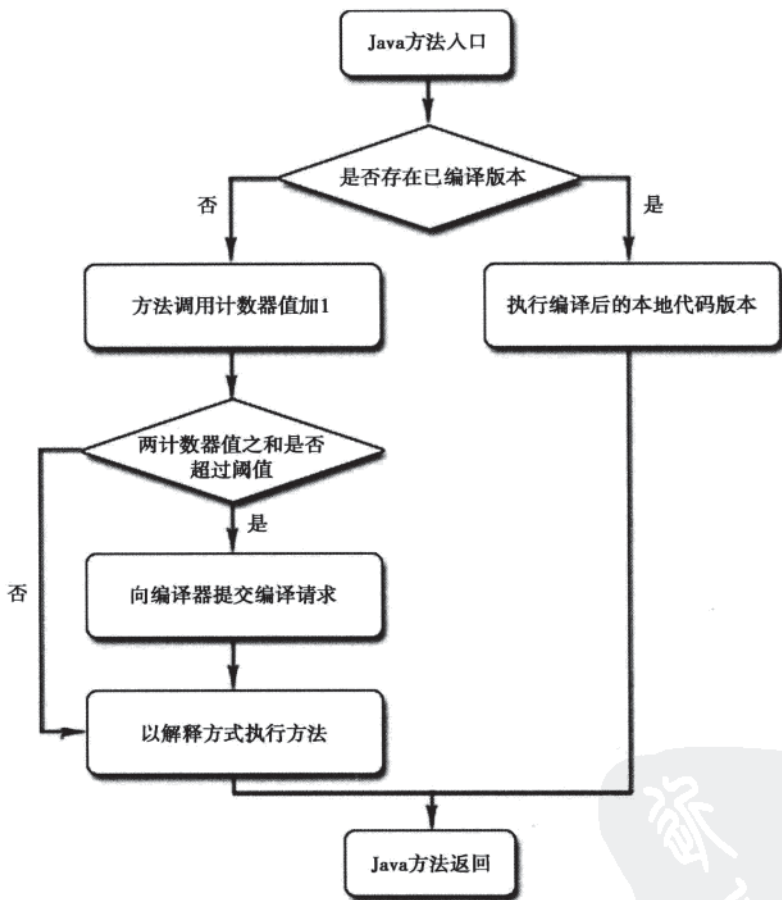 Java方法入口
是否存在已编译版本
否
是
方法调用计数器值加1
执行编译后的本地代码版本
两计数器值之和是否
超过阈值
是
否
向编译器提交编译请求
以解释方式执行方法
Java方法返回